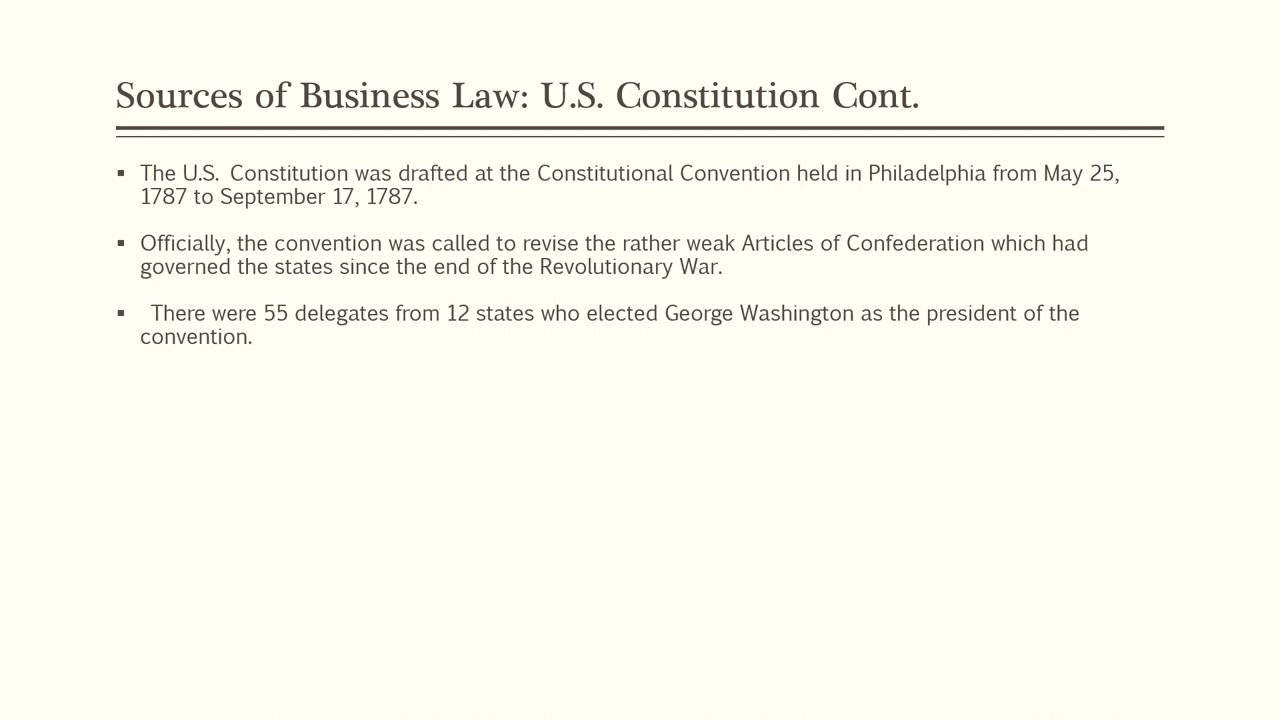 Sources of Business Law: U.S. Constitution Cont.
▪ The U.S. Constitution was drafted at the Constitutional Convention held in Philadelphia from May 25,
1787 to September 17, 1787.
▪ Officially, the convention was called to revise the rather weak Articles of Confederation which had
governed the states since the end of the Revolutionary War.
▪ There were 55 delegates from 12 states who elected George Washington as the president of the
convention.